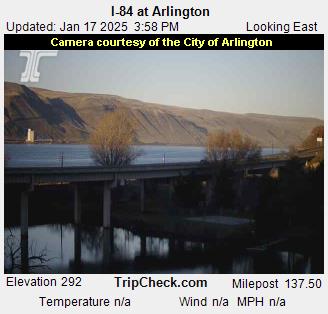 I-84 at Arlington
Updated: Jan 17 2025 3:58 PM Looking East
Camera courtesy of the City of Arlington
Elevation 292 TripCheck.com Milepost 137.50
Temperature n/a Wind n/a MPH n/a